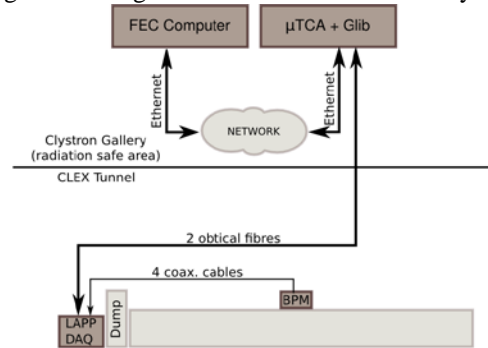 FEC Computer
μTCA + Glib
Ethernet
Ethernet
NETWORK
Clystron Gallery
(radiation safe area)
CLEX Tunnel
2 obtical fibres
4 coax. cables
BPM
LAPP
DAQ
Dump